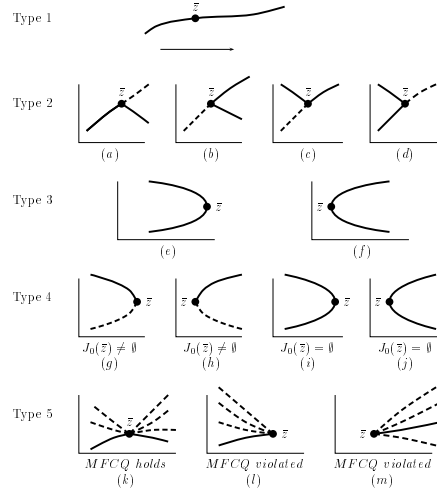 Type 1
z̅
Type 2
z̅ z̅ z̅ z̅
(a) (b) (c) (d)
Type 3
z̅ z̅
(e) (f)
Type 4
z̅ z̅ z̅ z̅
J₀(z̅) ≠ ∅ J₀(z̅) ≠ ∅ J₀(z̅) = ∅ J₀(z̅) = ∅
(g) (h) (i) (j)
Type 5
z̅ z̅ z̅
MFCQ holds MFCQ violated MFCQ violated
(k) (l) (m)